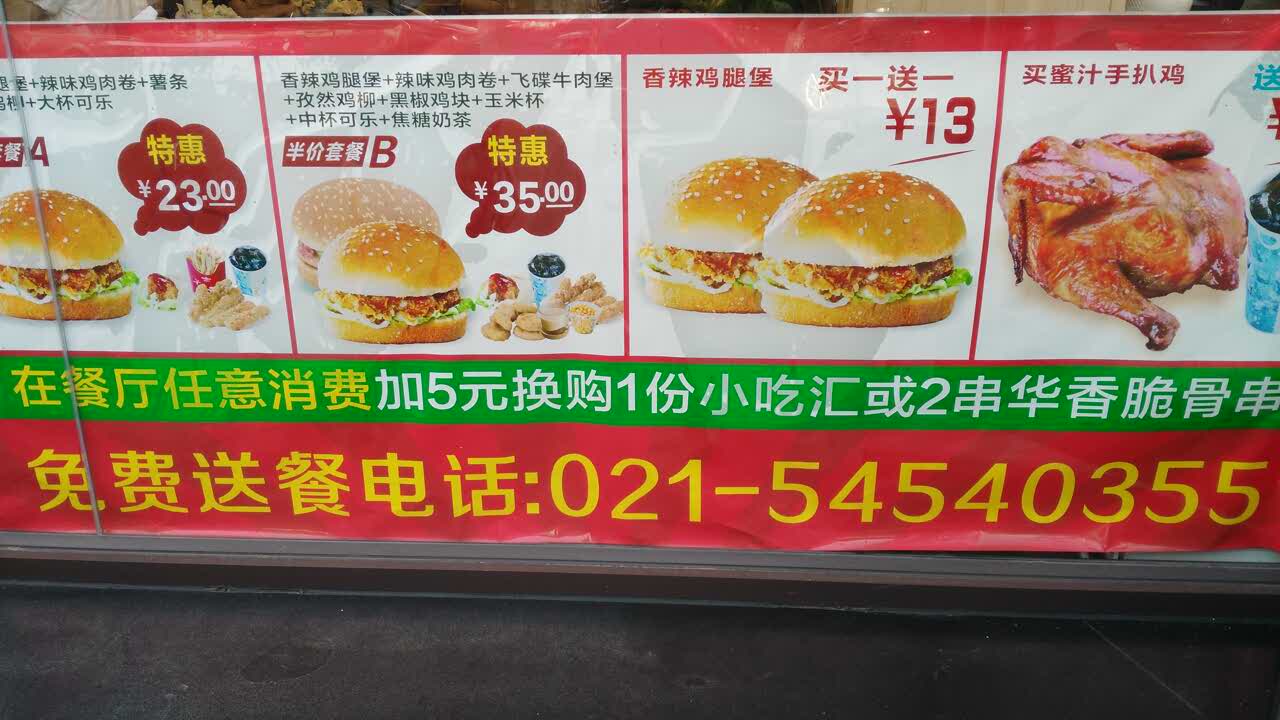 堡+辣味鸡肉卷+薯条
柳+大杯可乐
套餐A
特惠
¥23.00
香辣鸡腿堡+辣味鸡肉卷+飞碟牛肉堡
+孜然鸡柳+黑椒鸡块+玉米杯
+中杯可乐+焦糖奶茶
半价套餐B
特惠
¥35.00
香辣鸡腿堡 买一送一
¥13
买蜜汁手扒鸡 送
¥
在餐厅任意消费加5元换购1份小吃汇或2串华香脆骨串
免费送餐电话:021-54540355